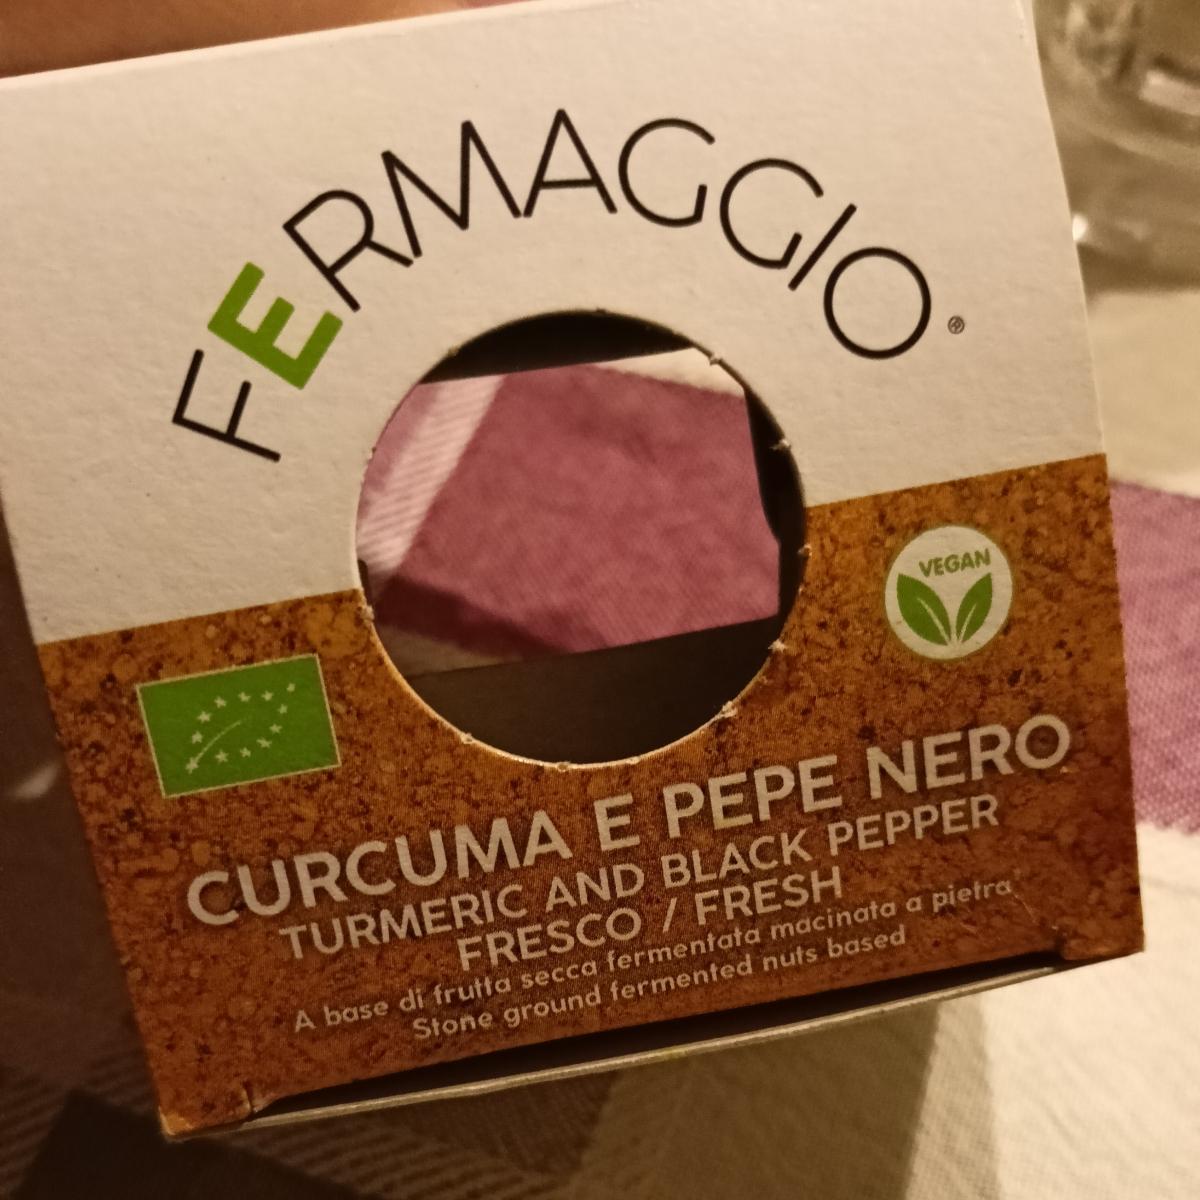 FERMAGGIO®
VEGAN
CURCUMA E PEPE NERO
TURMERIC AND BLACK PEPPER
FRESCO / FRESH
A base di frutta secca fermentata macinata a pietra
Stone ground fermented nuts based